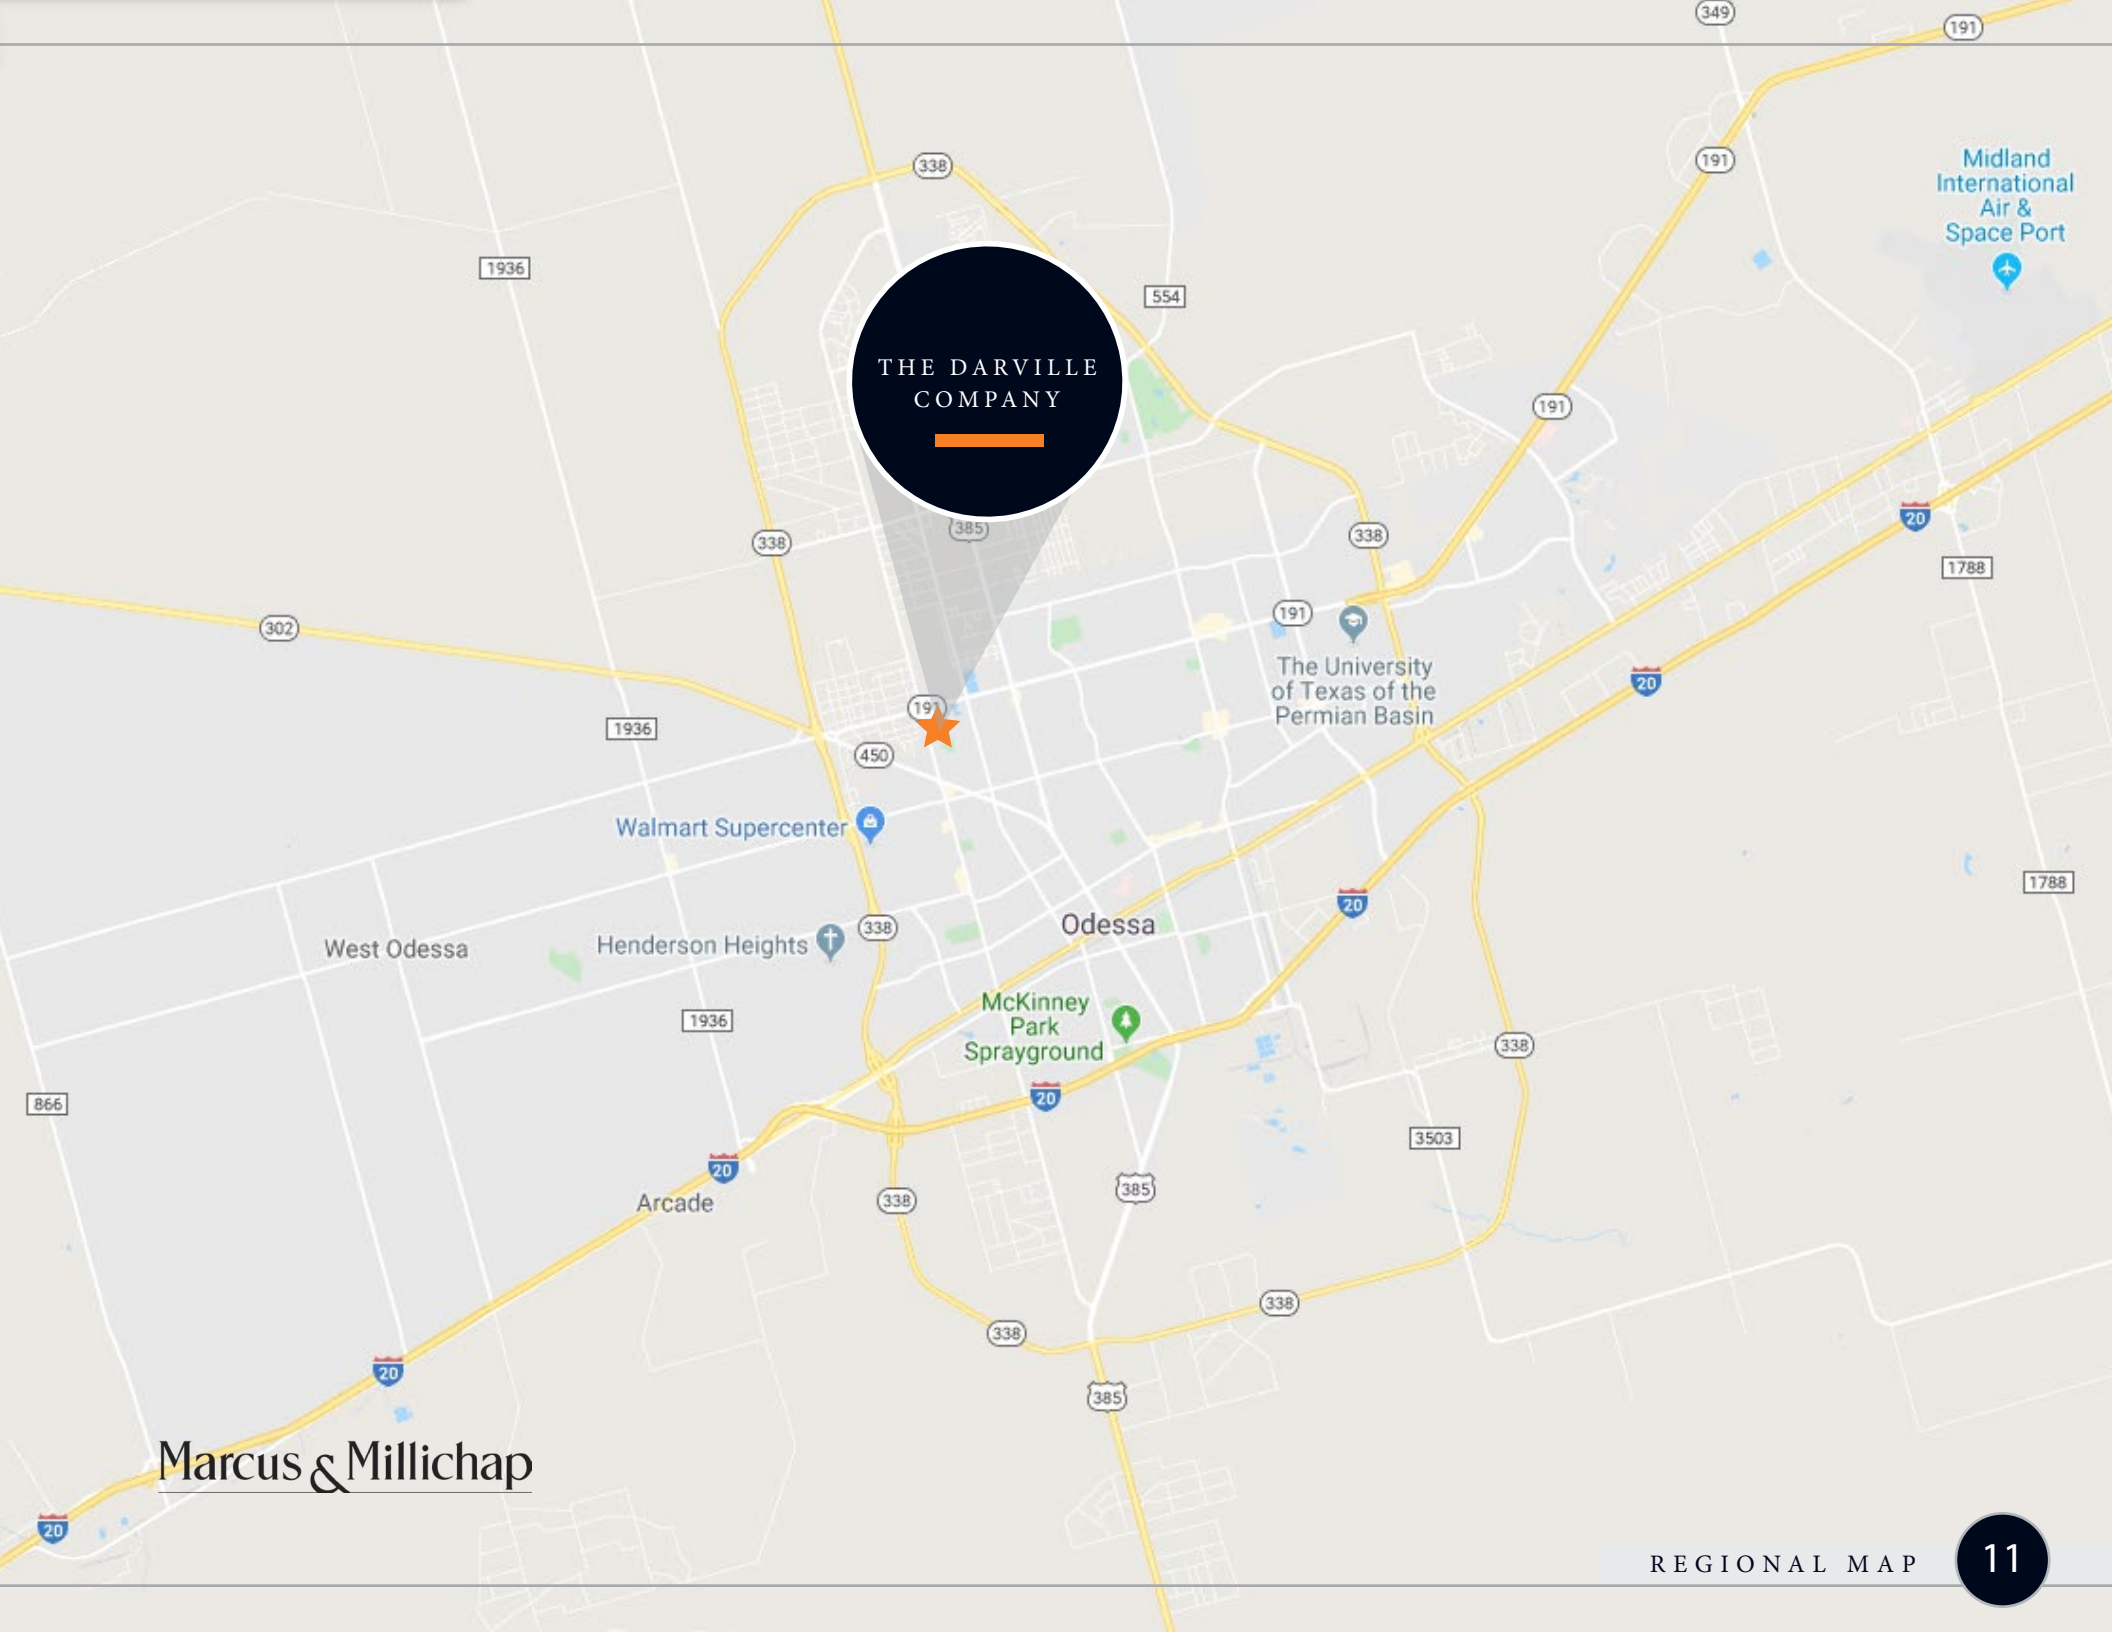 349
191
338
191
Midland
International
Air &
Space Port
1936
554
THE DARVILLE
COMPANY
191
385
338
338
20
1788
302
191
The University
of Texas of the
Permian Basin
20
191
1936
450
Walmart Supercenter
1788
20
338
Odessa
West Odessa
Henderson Heights
McKinney
Park
Sprayground
1936
338
20
866
3503
20
385
Arcade
338
338
338
20
385
Marcus & Millichap
20
REGIONAL MAP
11